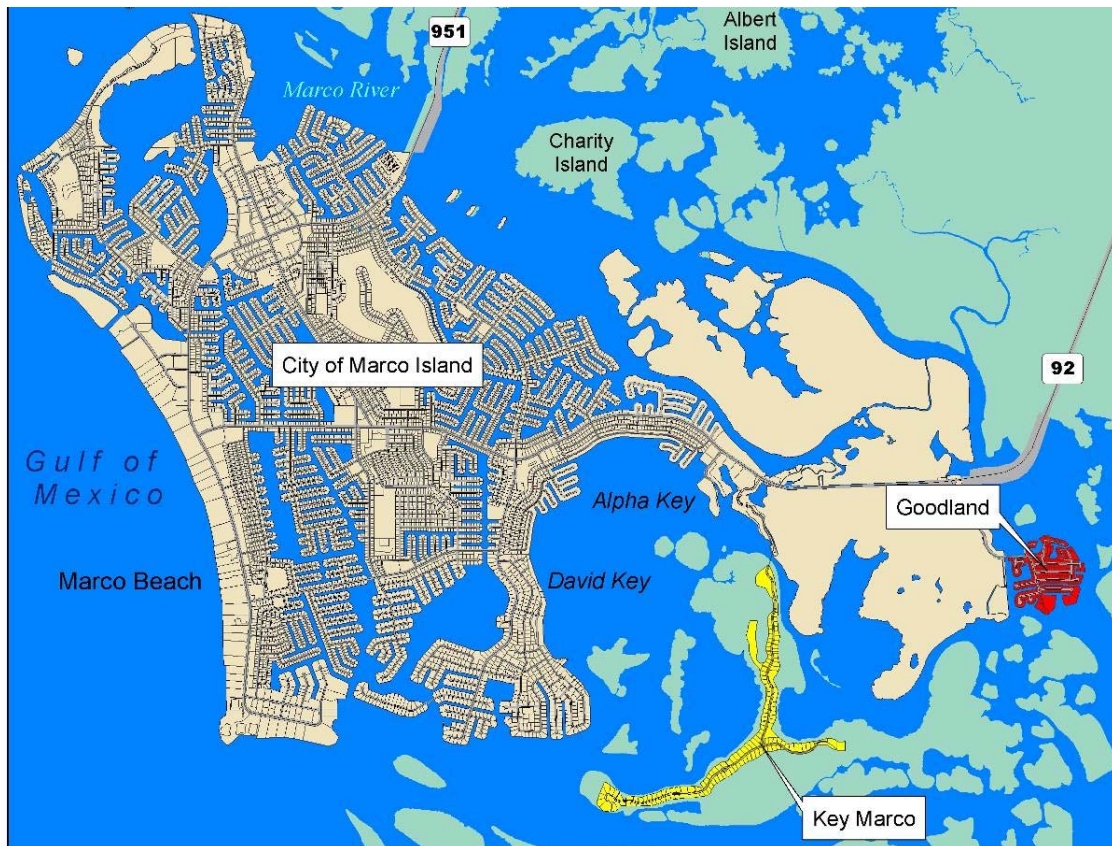 951
Albert
Island
Marco River
Charity
Island
City of Marco Island
92
Gulf of
Mexico
Alpha Key
Goodland
Marco Beach
David Key
Key Marco